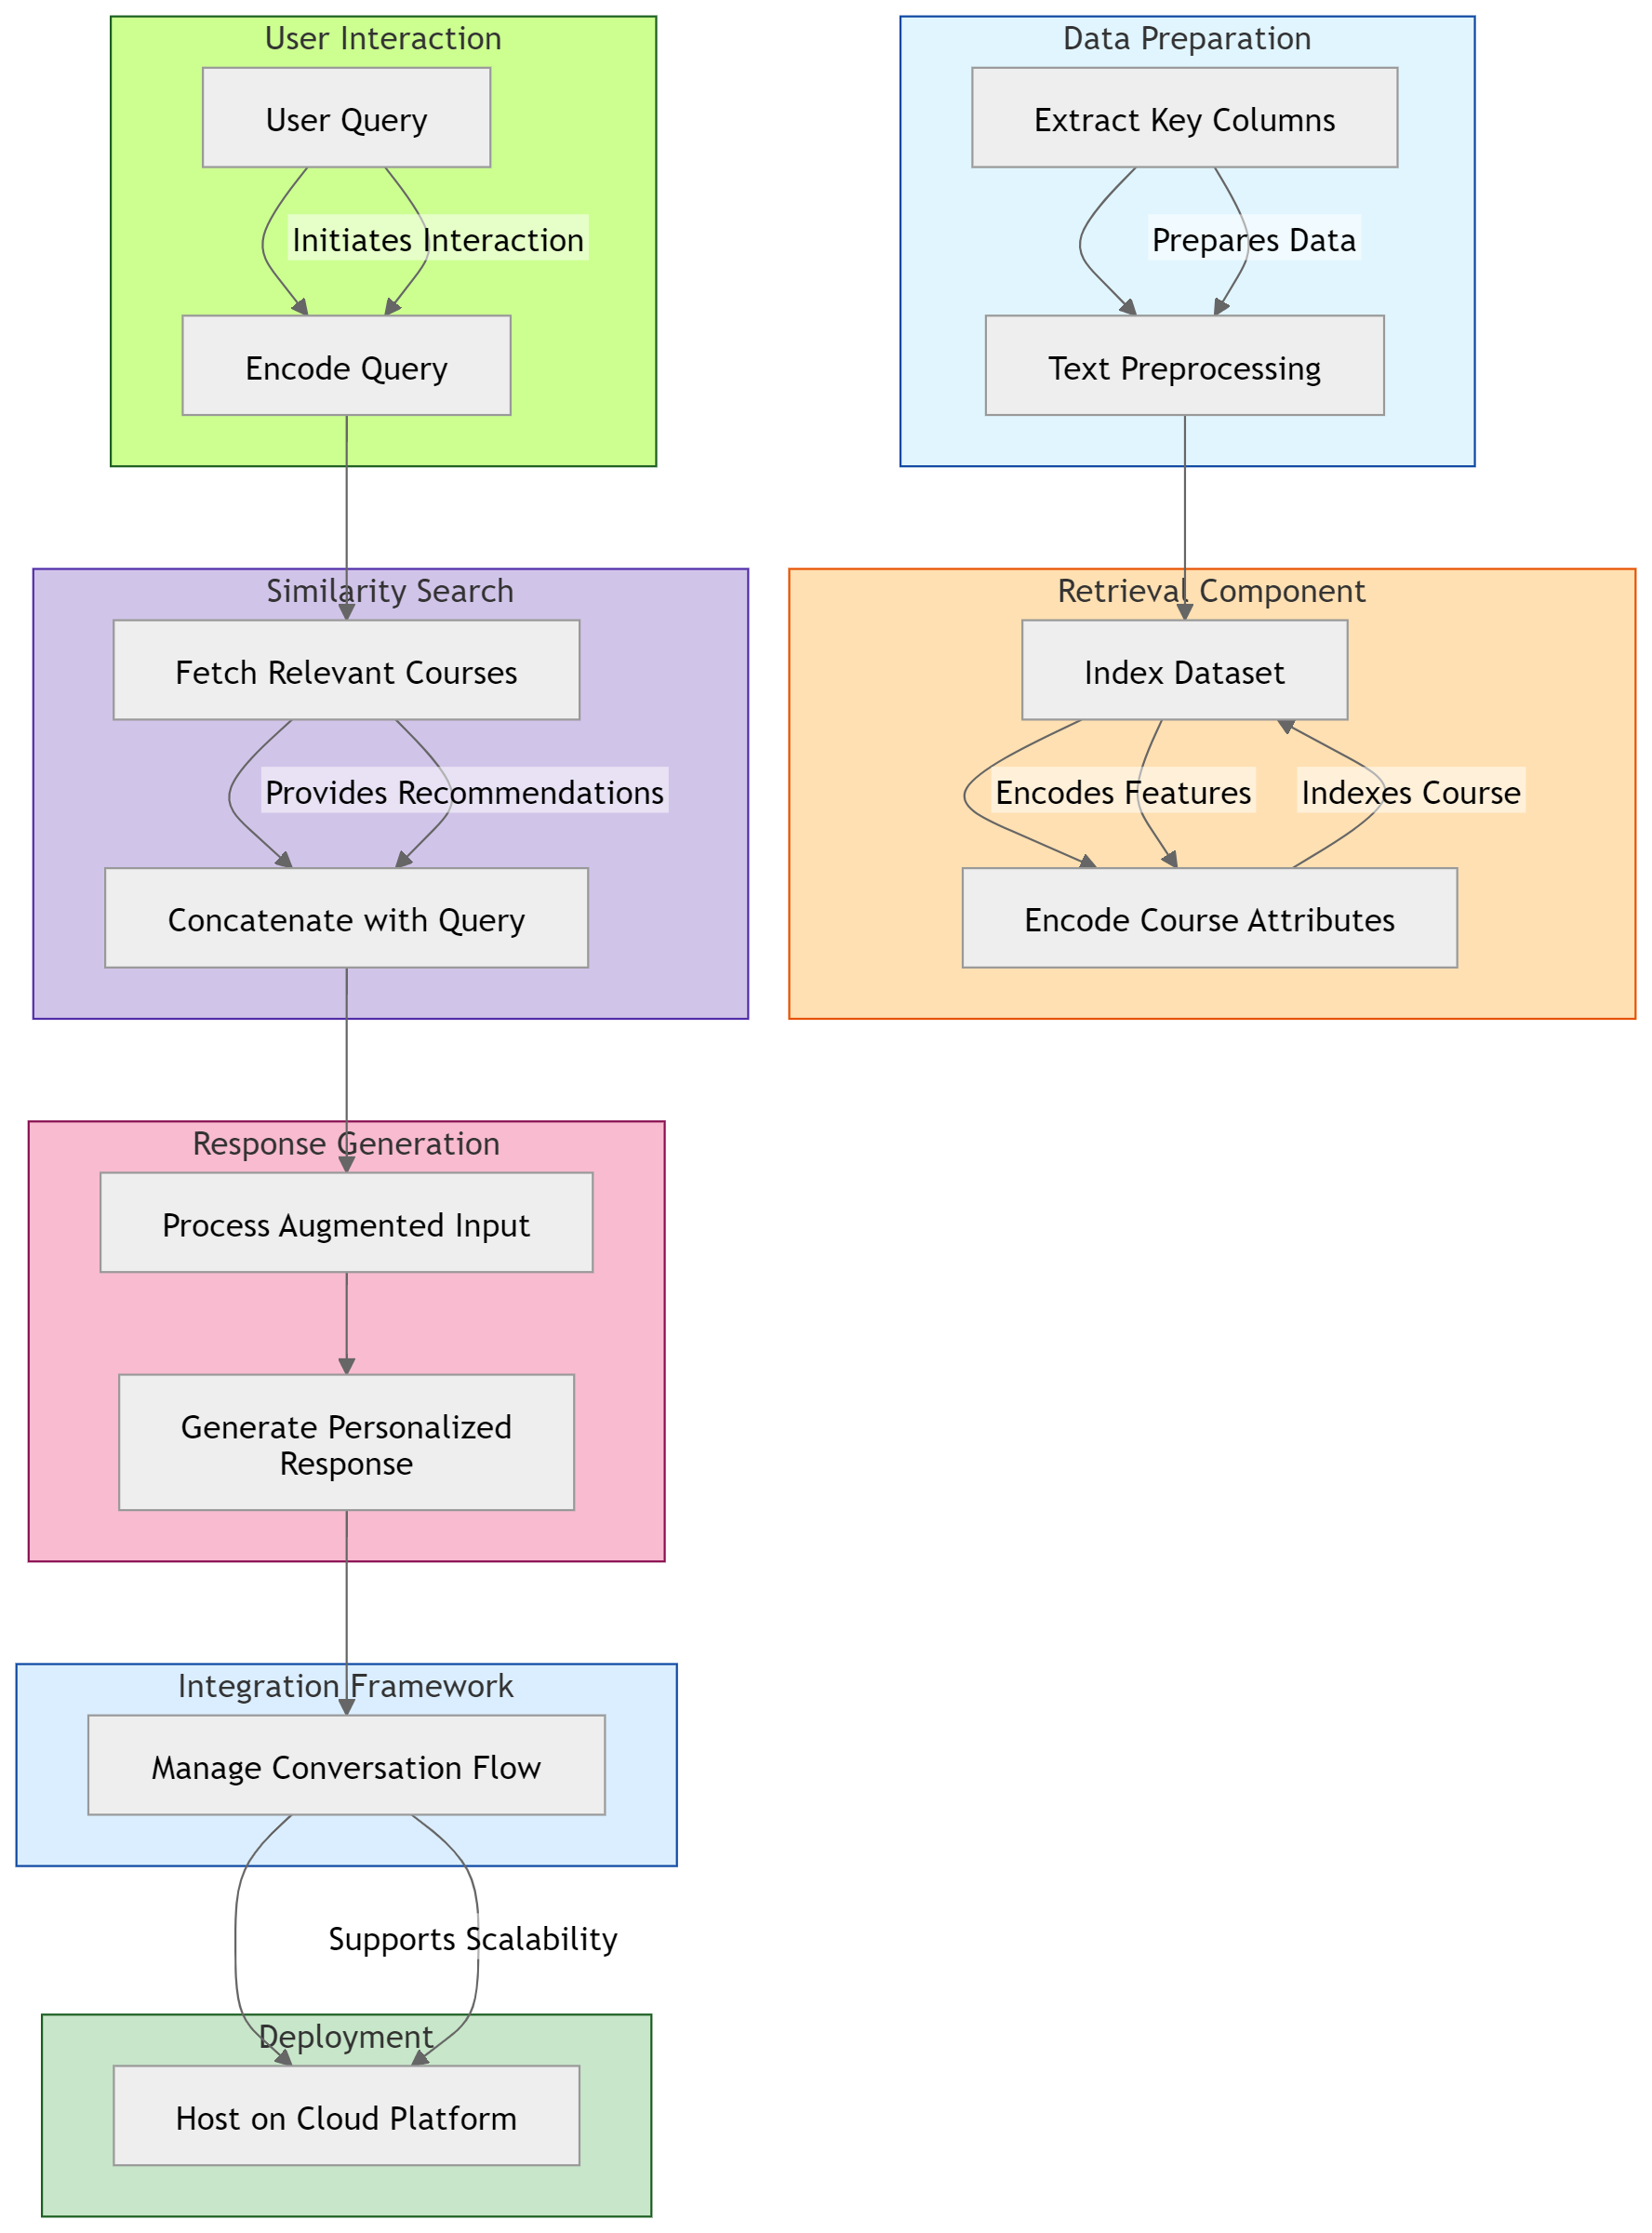 User Interaction
User Query
Initiates Interaction
Encode Query
Data Preparation
Extract Key Columns
Prepares Data
Text Preprocessing
Similarity Search
Fetch Relevant Courses
Provides Recommendations
Concatenate with Query
Retrieval Component
Index Dataset
Encodes Features
Indexes Course
Encode Course Attributes
Response Generation
Process Augmented Input
Generate Personalized
Response
Integration Framework
Manage Conversation Flow
Supports Scalability
Deployment
Host on Cloud Platform